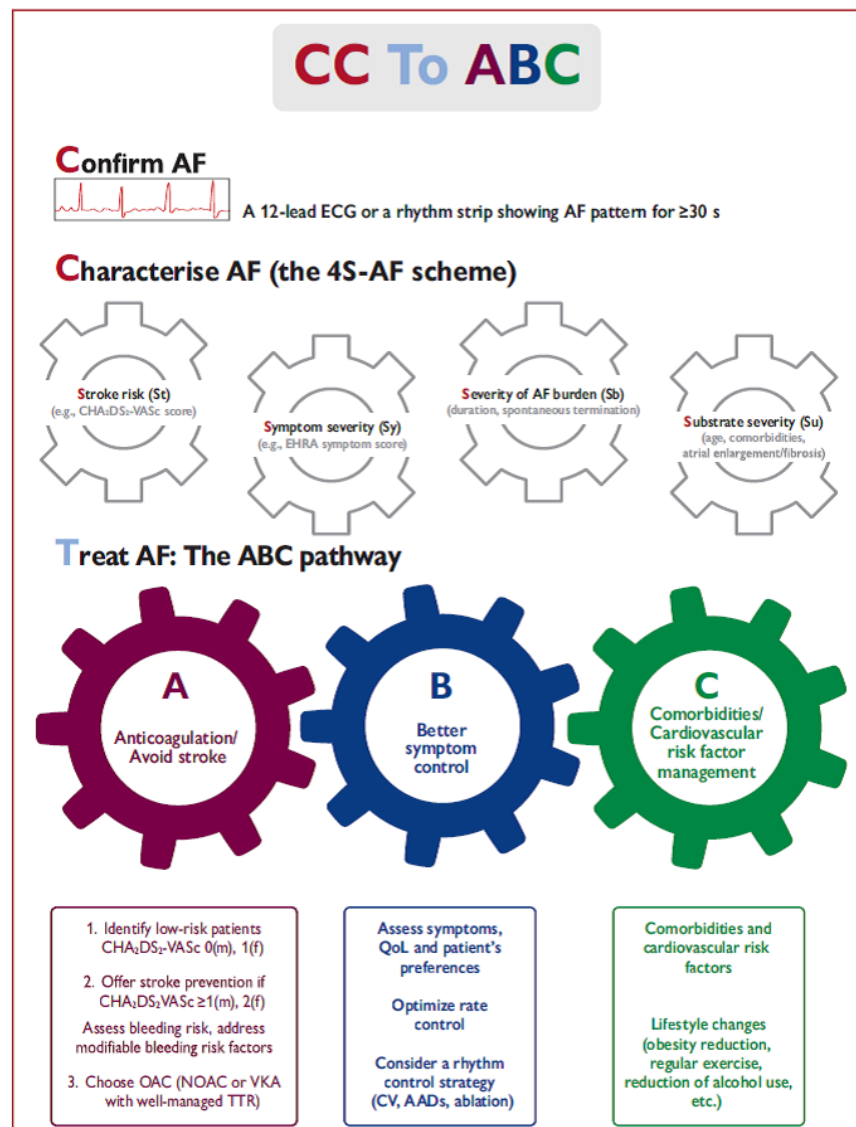 CC To ABC
Confirm AF
A 12-lead ECG or a rhythm strip showing AF pattern for ≥30 s
Characterise AF (the 4S-AF scheme)
Stroke risk (St)
(e.g., CHA₂DS₂-VASc score)
Symptom severity (Sy)
(e.g., EHRA symptom score)
Severity of AF burden (Sb)
(duration, spontaneous termination)
Substrate severity (Su)
(age, comorbidities,
atrial enlargement/fibrosis)
Treat AF: The ABC pathway
A
Anticoagulation/
Avoid stroke
B
Better
symptom
control
C
Comorbidities/
Cardiovascular
risk factor
management
1. Identify low-risk patients
CHA₂DS₂-VASc 0(m), 1(f)
2. Offer stroke prevention if
CHA₂DS₂VASc ≥1(m), 2(f)
Assess bleeding risk, address
modifiable bleeding risk factors
3. Choose OAC (NOAC or VKA
with well-managed TTR)
Assess symptoms,
QoL and patient's
preferences
Optimize rate
control
Consider a rhythm
control strategy
(CV, AADs, ablation)
Comorbidities and
cardiovascular risk
factors
Lifestyle changes
(obesity reduction,
regular exercise,
reduction of alcohol use,
etc.)